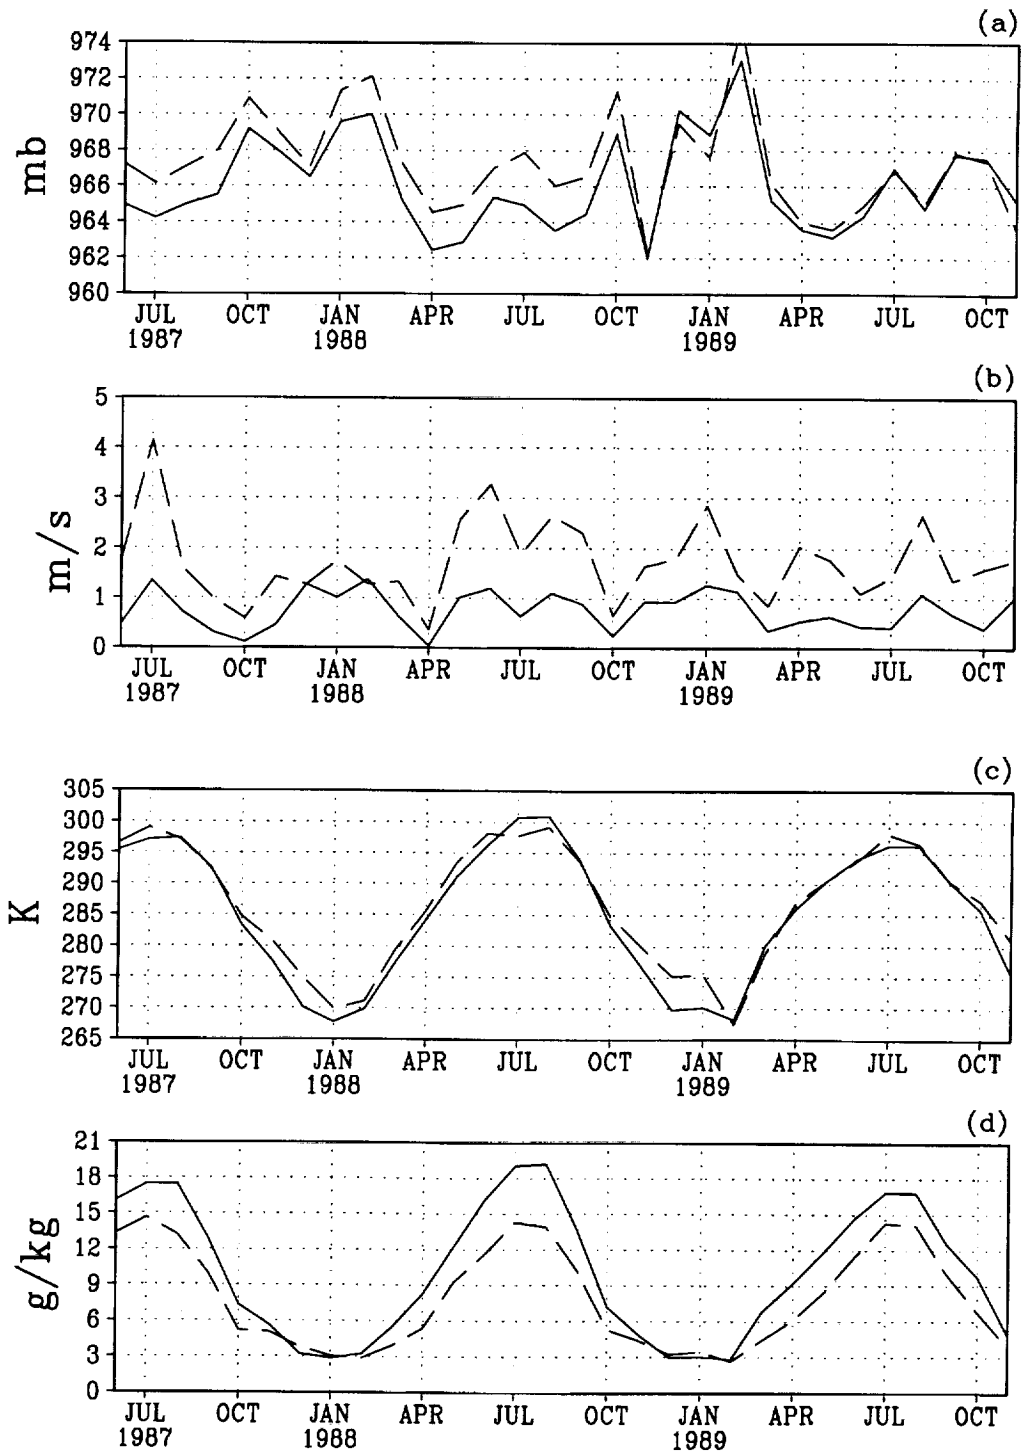 (a)
974
972
970
968
966
964
962
960
mb
JUL OCT JAN APR JUL OCT JAN APR JUL OCT
1987 1988 1989
(b)
5
4
3
2
1
0
m/s
JUL OCT JAN APR JUL OCT JAN APR JUL OCT
1987 1988 1989
(c)
305
300
295
290
285
280
275
270
265
K
JUL OCT JAN APR JUL OCT JAN APR JUL OCT
1987 1988 1989
(d)
21
18
15
12
9
6
3
0
g/kg
JUL OCT JAN APR JUL OCT JAN APR JUL OCT
1987 1988 1989